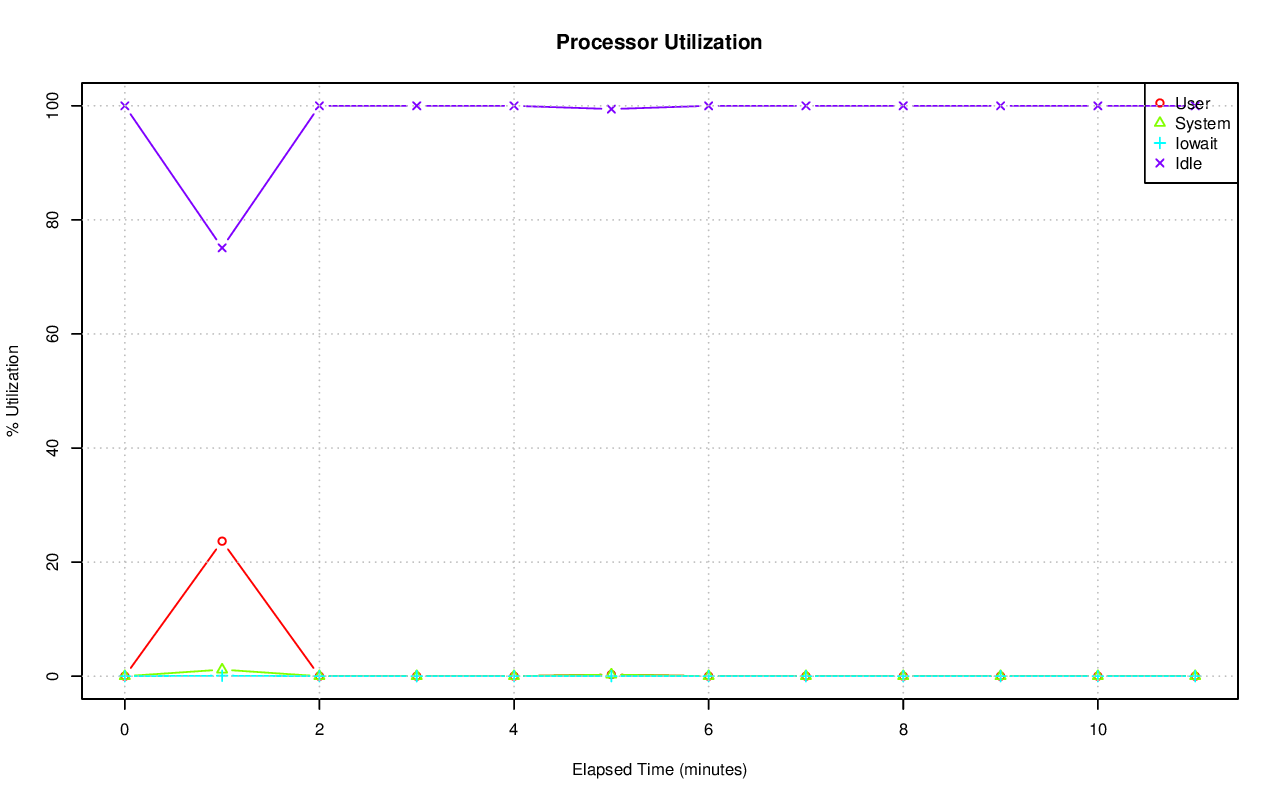 Processor Utilization
% Utilization
100
80
60
40
20
0
User
System
Iowait
Idle
0 2 4 6 8 10
Elapsed Time (minutes)